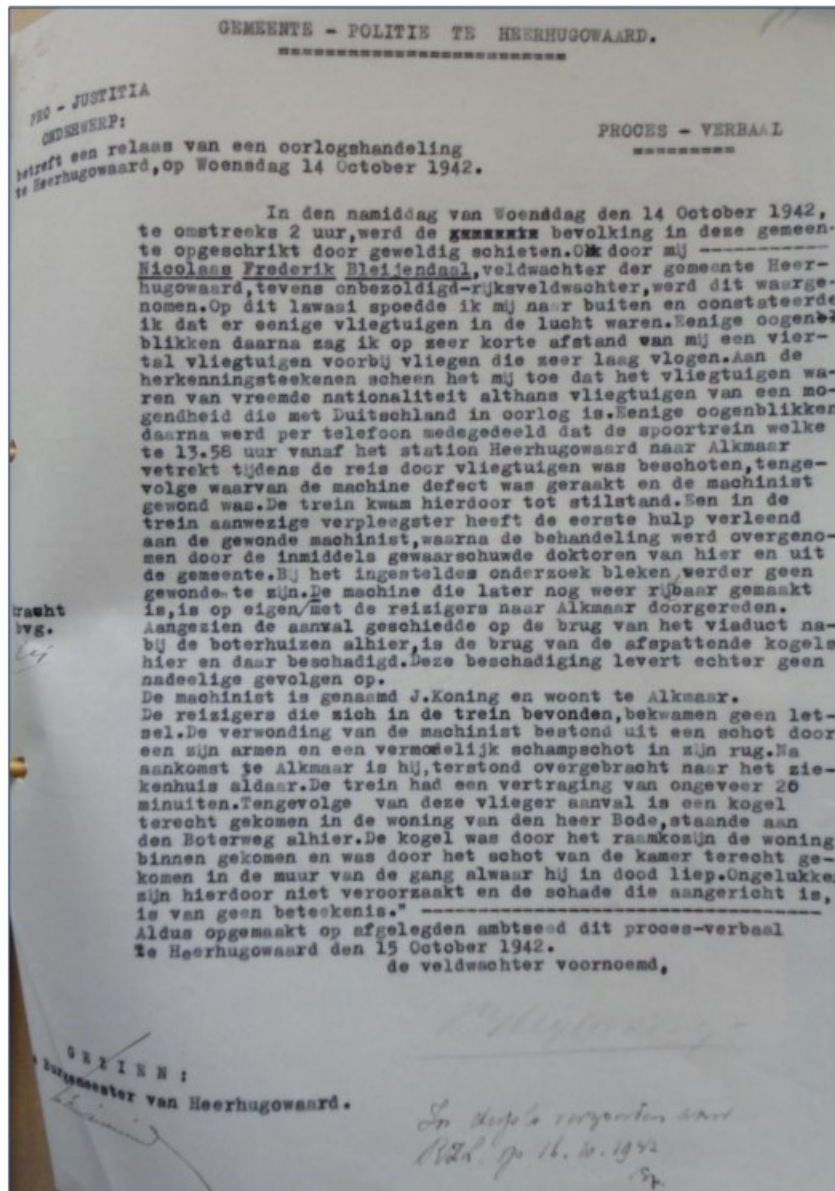 GEMEENTE - POLITIE TE HEERHUGOWAARD.
==========================
PRO - JUSTITIA
ONDERWERP:
betreft een relaas van een oorlogshandeling
te Heerhugowaard,op Woensdag 14 October 1942.
PROCES - VERBAAL
=========
In den namiddag van Woensdag den 14 October 1942,
te omstreeks 2 uur,werd de bevolking in deze gemeen-
te opgeschrikt door geweldig schieten.Ook door mij ----------
Nicolaas Frederik Bleijendaal,veldwachter der gemeente Heer-
hugowaard,tevens onbezoldigd-rijksveldwachter,werd dit waarge-
nomen.Op dit lawaai spoedde ik mij naar buiten en constateerde
ik dat er eenige vliegtuigen in de lucht waren.Eenige oogen
blikken daarna zag ik op zeer korte afstand van mij een vier-
tal vliegtuigen voorbij vliegen die zeer laag vlogen.Aan de
herkenningsteekenen scheen het mij toe dat het vliegtuigen wa-
ren van vreemde nationaliteit althans vliegtuigen van een mo-
gendheid die met Duitschland in oorlog is.Eenige oogenblikken
daarna werd per telefoon medegedeeld dat de spoortrein welke
te 13.58 uur vanaf het station Heerhugowaard naar Alkmaar
vetrekt tijdens de reis door vliegtuigen was beschoten,tenge-
volge waarvan de machine defect was geraakt en de machinist
gewond was.De trein kwam hierdoor tot stilstand.Een in de
trein aanwezige verpleegster heeft de eerste hulp verleend
aan de gewonde machinist,waarna de behandeling werd overgeno-
men door de inmiddels gewaarschuwde doktoren van hier en uit
de gemeente.Bij het ingestelde onderzoek bleken verder geen
gewonden te zijn.De machine die later nog weer rijbaar gemaakt
is,is op eigen/met de reizigers naar Alkmaar doorgereden.
kracht
bvg.
Aangezien de aanval geschiedde op de brug van het viaduct na-
bij de boterhuizen alhier,is de brug van de afspattende kogels
hier en daar beschadigd.Deze beschadiging levert echter geen
nadeelige gevolgen op.
De machinist is genaamd J.Koning en woont te Alkmaar.
De reizigers die zich in de trein bevonden,bekwamen geen let-
sel.De verwonding van de machinist bestond uit een schot door
een zijn armen en een vermoedelijk schampschot in zijn rug.Na
aankomst te Alkmaar is hij,terstond overgebracht naar het zie-
kenhuis aldaar.De trein had een vertraging van ongeveer 20
minuiten.Tengevolge van deze vlieger aanval is een kogel
terecht gekomen in de woning van den heer Bode,staande aan
den Boterweg alhier.De kogel was door het raamkozijn de woning
binnen gekomen en was door het schot van de kamer terecht ge-
komen in de muur van de gang alwaar hij in dood liep.Ongelukken
zijn hierdoor niet veroorzaakt en de schade die aangericht is,
is van geen beteekenis." ------------------------------------
Aldus opgemaakt op afgelegden ambtseed dit proces-verbaal
te Heerhugowaard den 15 October 1942.
de veldwachter voornoemd,
GEZIEN:
Burgemeester van Heerhugowaard.
In duplo verzonden aan
op 16.10.1942